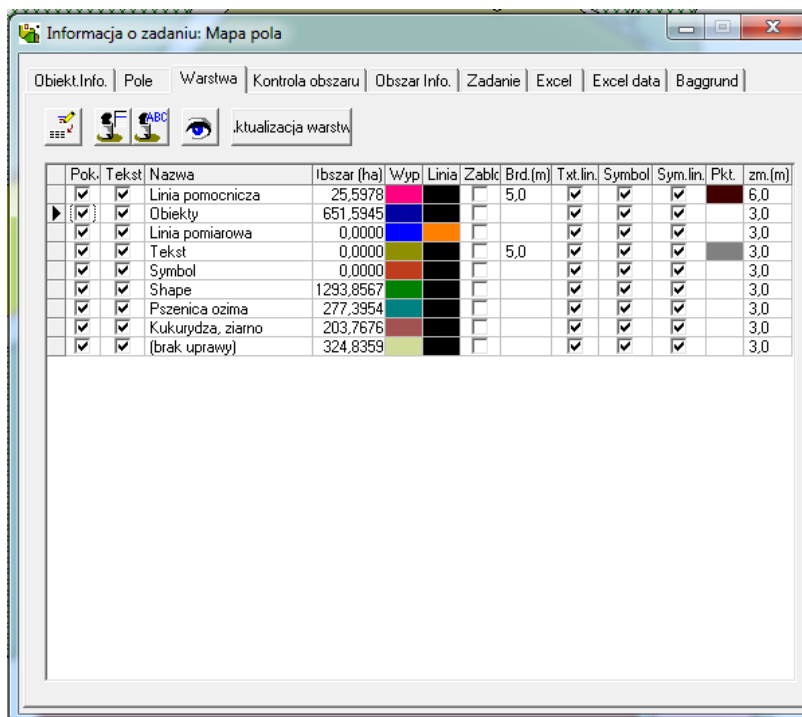 Informacja o zadaniu: Mapa pola
Obiekt.Info. Pole Warstwa Kontrola obszaru Obszar Info. Zadanie Excel Excel data Baggrund
F ABC .ktualizacja warstw
Pok. Tekst Nazwa Ibszar (ha) Wyp Linia Zablc Brd.(m) Txt.lin. Symbol Sym.lin. Pkt. zm.(m)
Linia pomocnicza 25,5978 5,0 6,0
Obiekty 651,5945 3,0
Linia pomiarowa 0,0000 3,0
Tekst 0,0000 5,0 3,0
Symbol 0,0000 3,0
Shape 1293,8567 3,0
Pszenica ozima 277,3954 3,0
Kukurydza, ziarno 203,7676 3,0
(brak uprawy) 324,8359 3,0